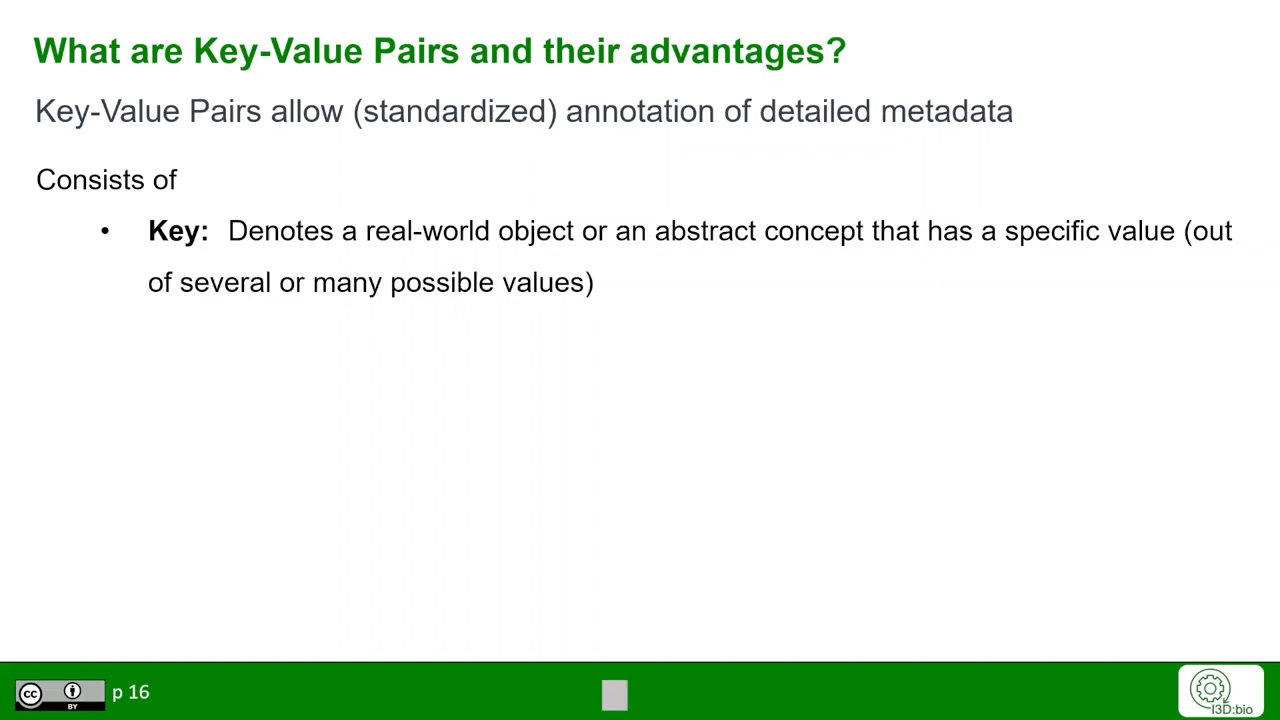 What are Key-Value Pairs and their advantages?
Key-Value Pairs allow (standardized) annotation of detailed metadata
Consists of
• Key: Denotes a real-world object or an abstract concept that has a specific value (out
of several or many possible values)
cc BY p 16
I3D:bio